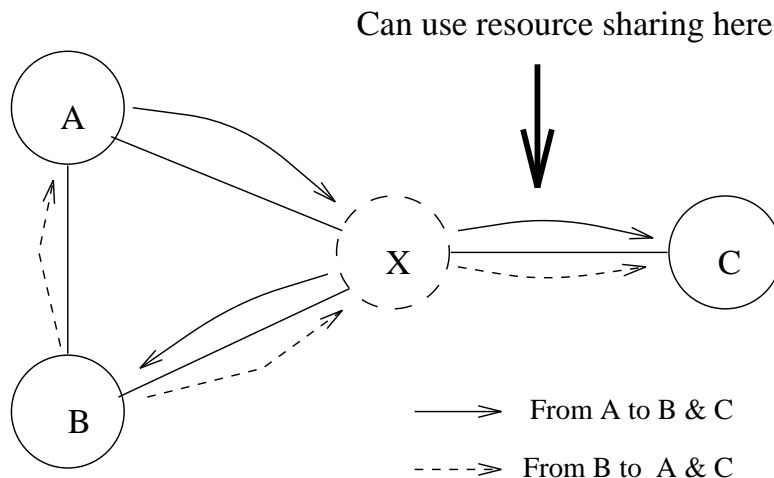 Can use resource sharing here
A
X
C
B
From A to B & C
From B to A & C